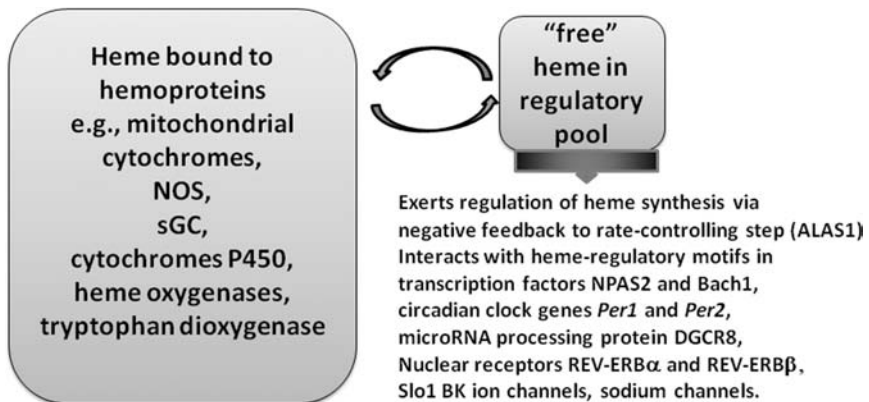 Heme bound to
hemoproteins
e.g., mitochondrial
cytochromes,
NOS,
sGC,
cytochromes P450,
heme oxygenases,
tryptophan dioxygenase
“free”
heme in
regulatory
pool
Exerts regulation of heme synthesis via
negative feedback to rate-controlling step (ALAS1)
Interacts with heme-regulatory motifs in
transcription factors NPAS2 and Bach1,
circadian clock genes Per1 and Per2,
microRNA processing protein DGCR8,
Nuclear receptors REV-ERBα and REV-ERBβ,
Slo1 BK ion channels, sodium channels.